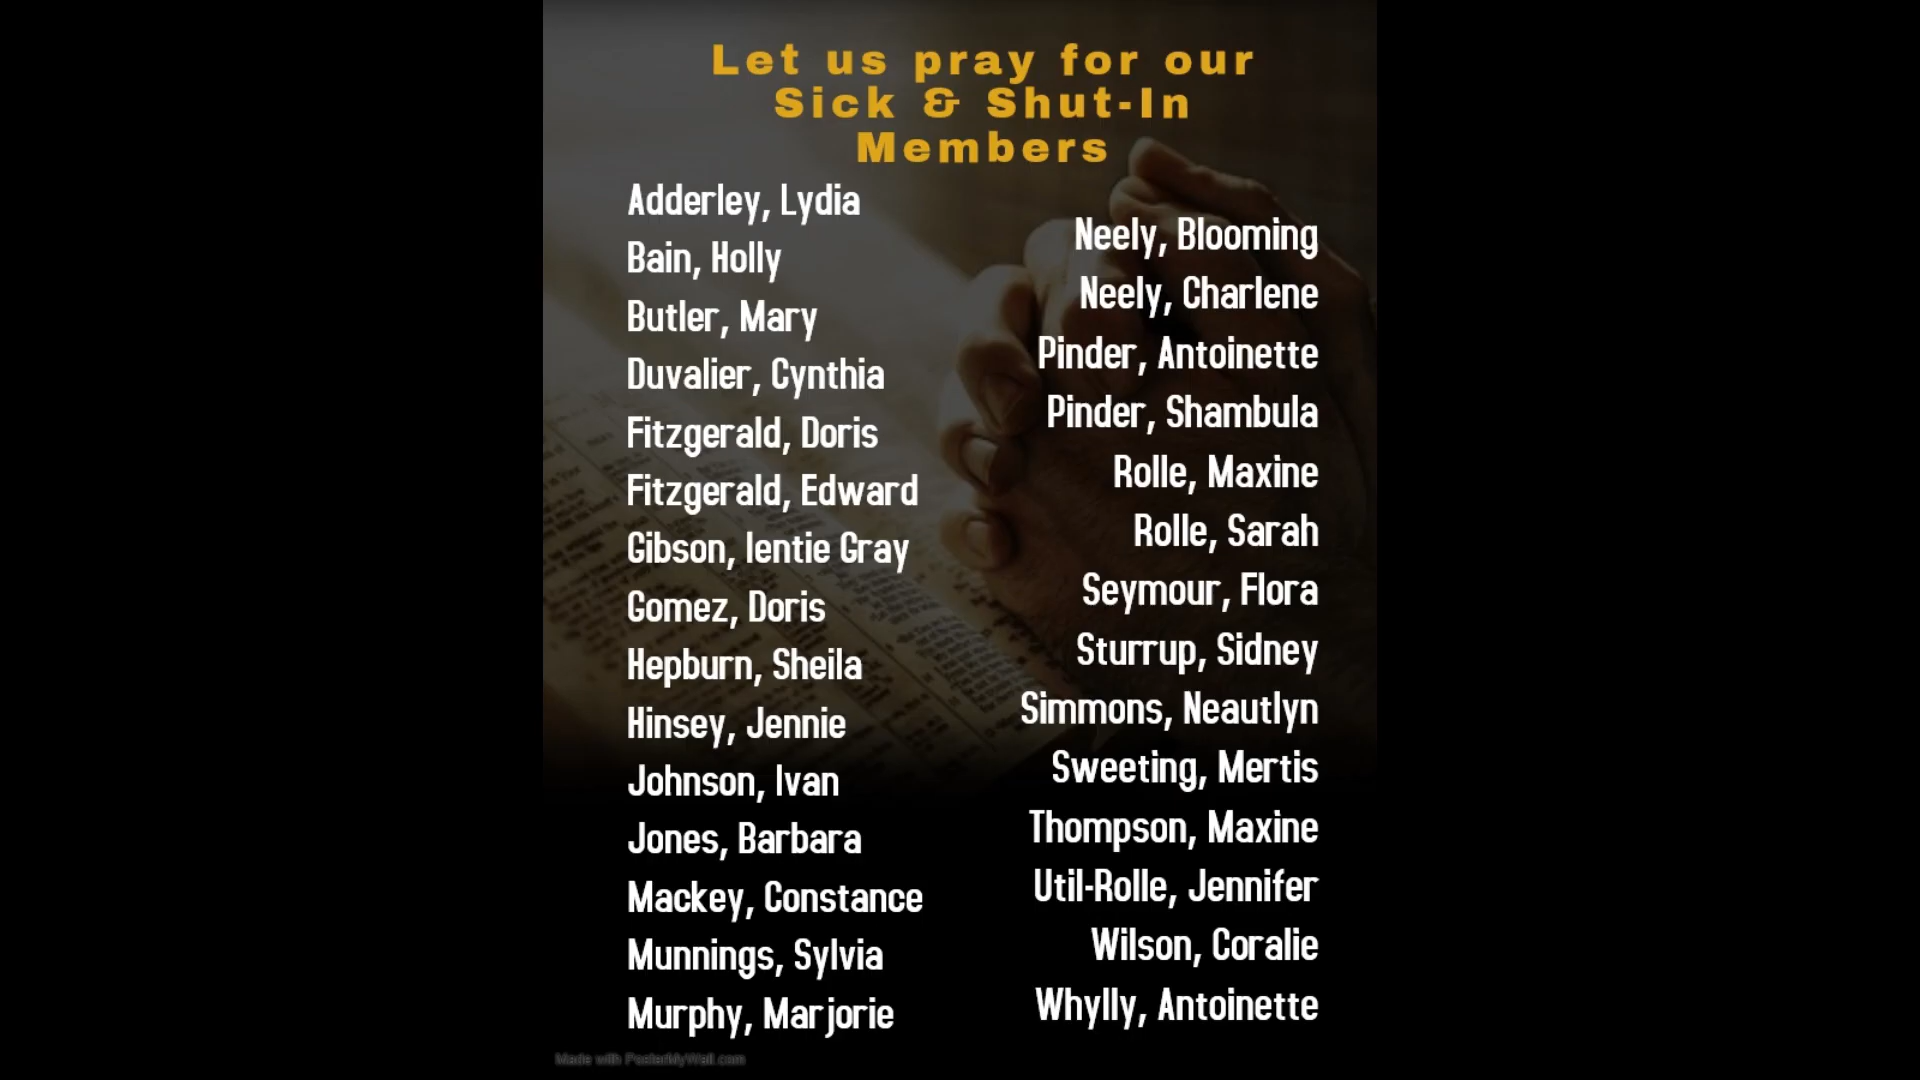 Let us pray for our
Sick & Shut-In
Members
Adderley, Lydia
Bain, Holly
Butler, Mary
Duvalier, Cynthia
Fitzgerald, Doris
Fitzgerald, Edward
Gibson, Ientie Gray
Gomez, Doris
Hepburn, Sheila
Hinsey, Jennie
Johnson, Ivan
Jones, Barbara
Mackey, Constance
Munnings, Sylvia
Murphy, Marjorie
Neely, Blooming
Neely, Charlene
Pinder, Antoinette
Pinder, Shambula
Rolle, Maxine
Rolle, Sarah
Seymour, Flora
Sturrup, Sidney
Simmons, Neautlyn
Sweeting, Mertis
Thompson, Maxine
Util-Rolle, Jennifer
Wilson, Coralie
Whylly, Antoinette
Made with PosterMyWall.com